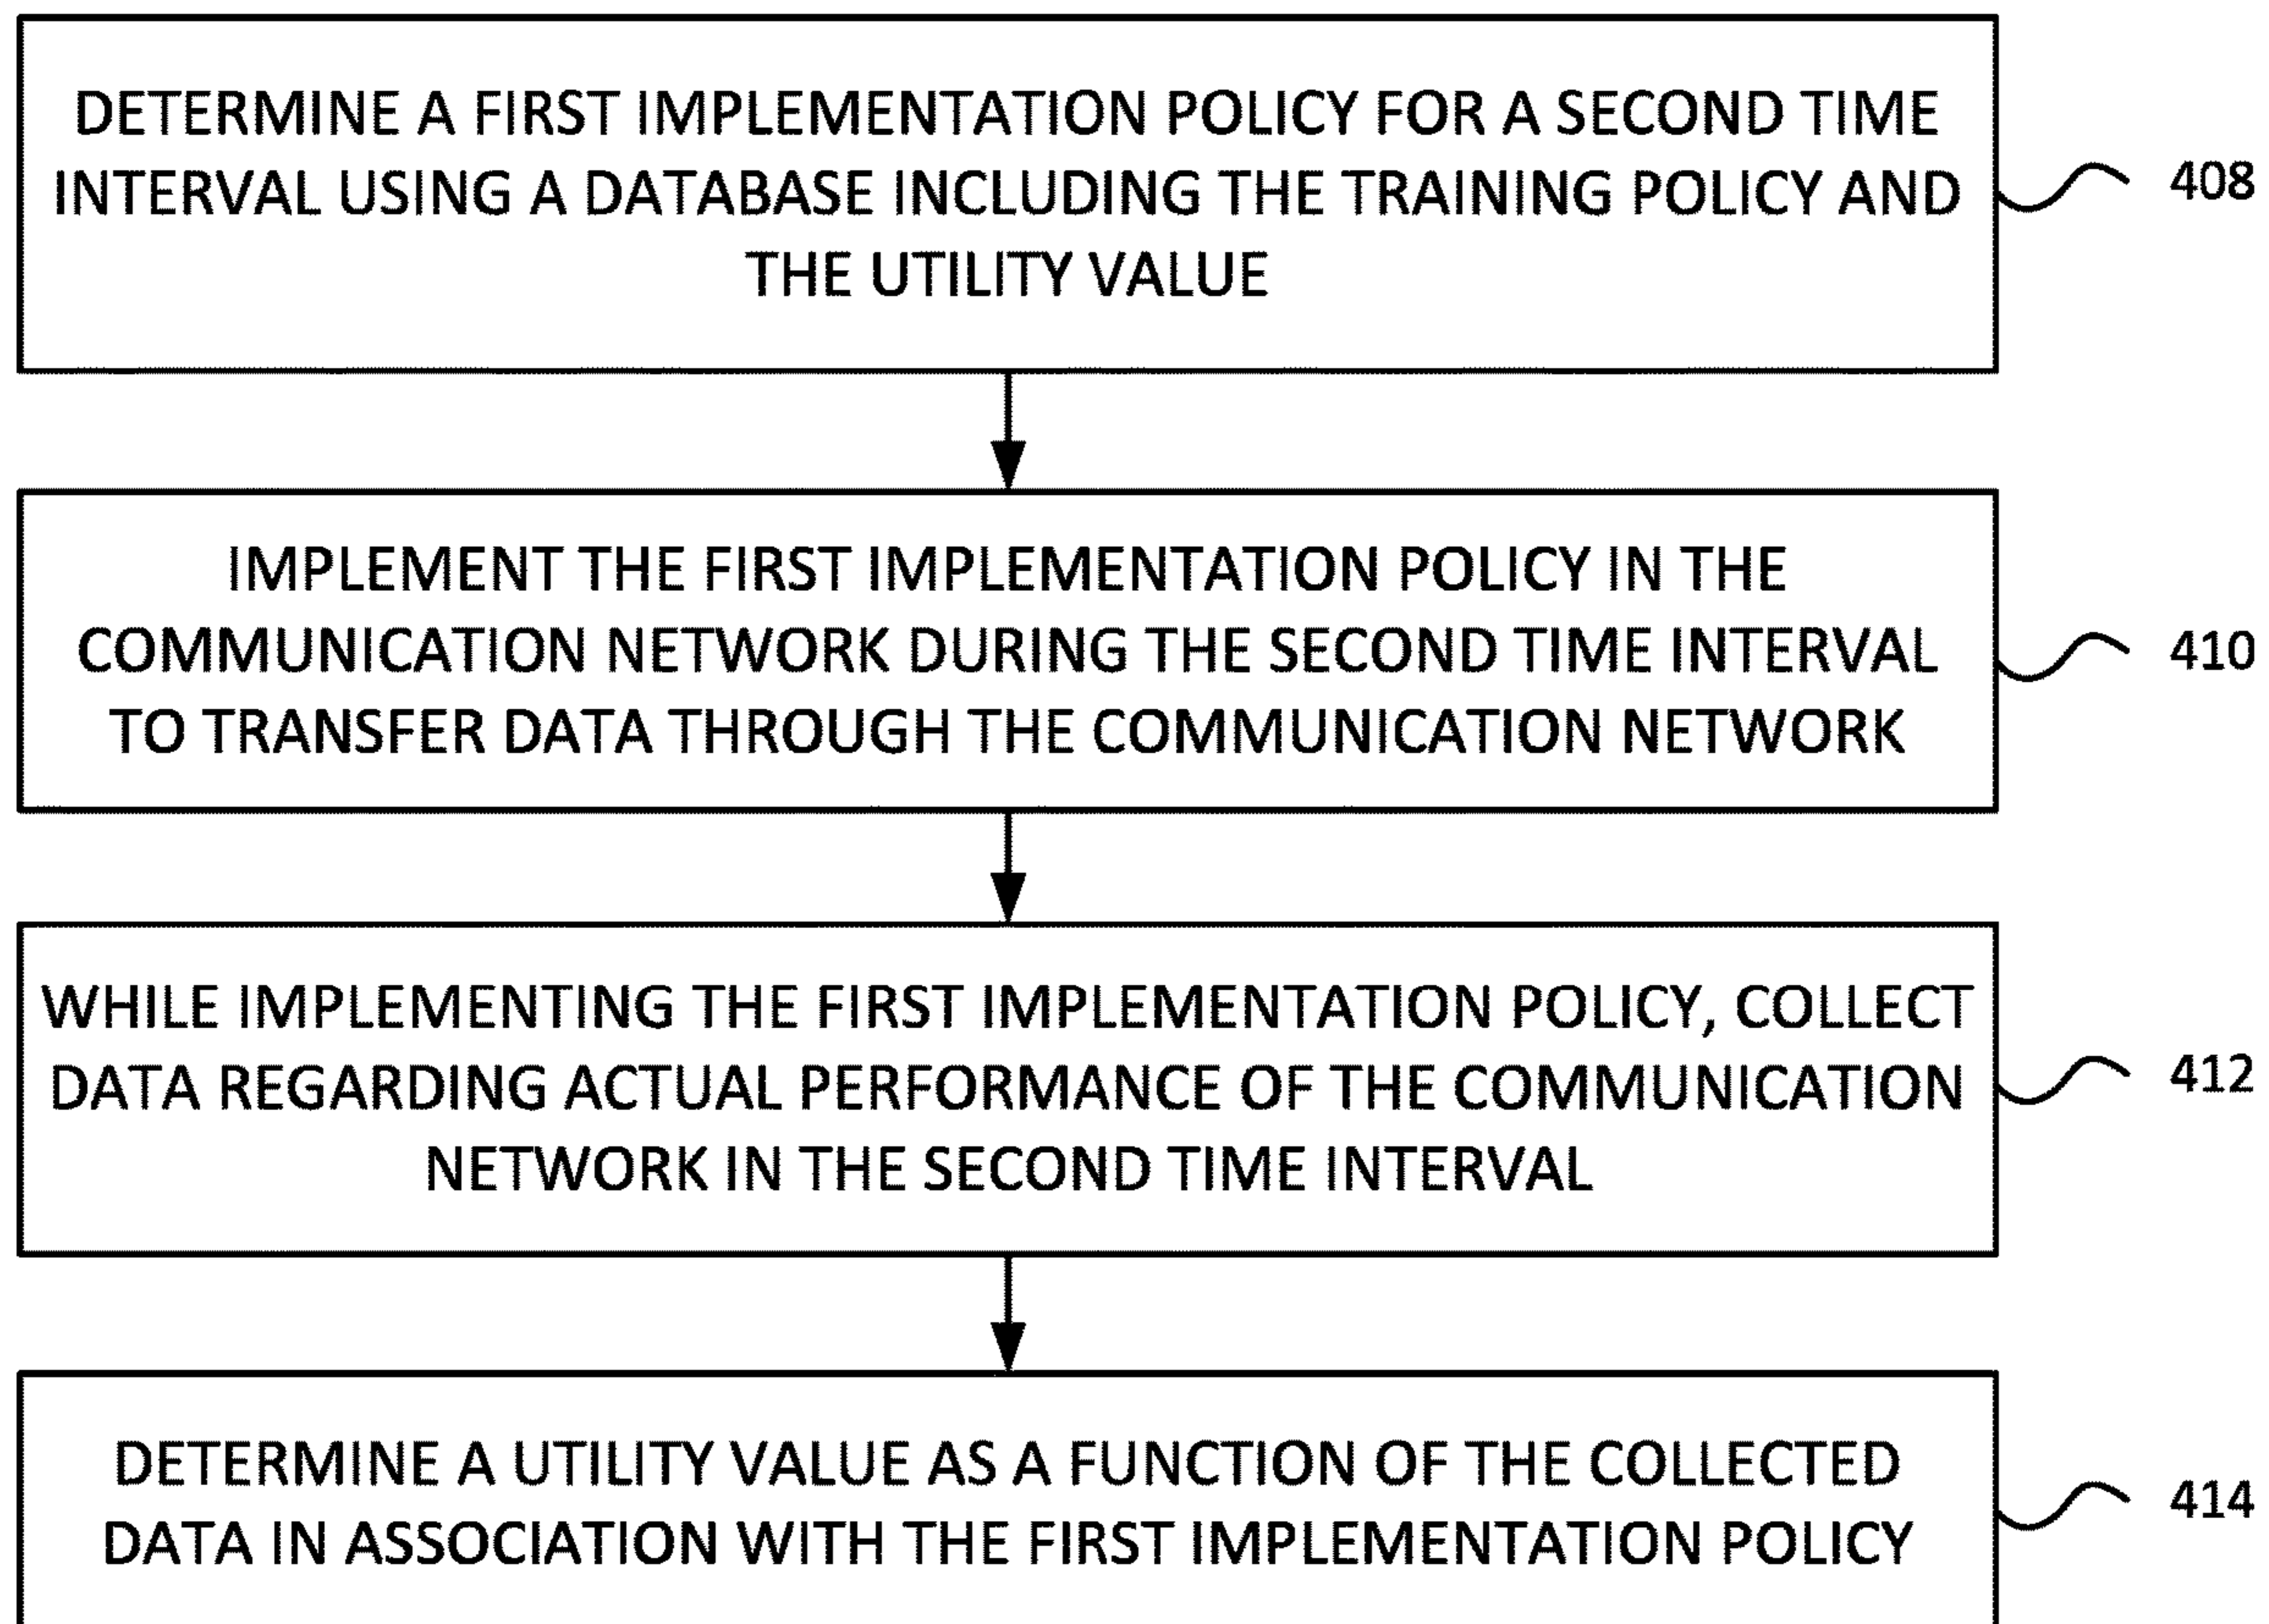 DETERMINE A FIRST IMPLEMENTATION POLICY FOR A SECOND TIME
INTERVAL USING A DATABASE INCLUDING THE TRAINING POLICY AND
THE UTILITY VALUE
408
IMPLEMENT THE FIRST IMPLEMENTATION POLICY IN THE
COMMUNICATION NETWORK DURING THE SECOND TIME INTERVAL
TO TRANSFER DATA THROUGH THE COMMUNICATION NETWORK
410
WHILE IMPLEMENTING THE FIRST IMPLEMENTATION POLICY, COLLECT
DATA REGARDING ACTUAL PERFORMANCE OF THE COMMUNICATION
NETWORK IN THE SECOND TIME INTERVAL
412
DETERMINE A UTILITY VALUE AS A FUNCTION OF THE COLLECTED
DATA IN ASSOCIATION WITH THE FIRST IMPLEMENTATION POLICY
414